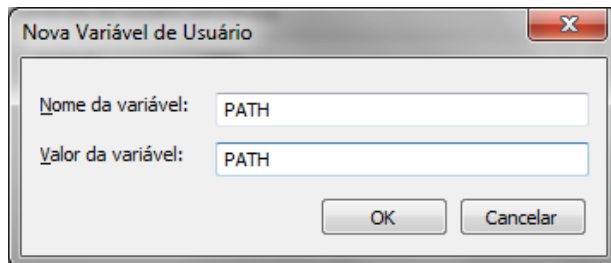 Nova Variável de Usuário
Nome da variável: PATH
Valor da variável: PATH
OK Cancelar